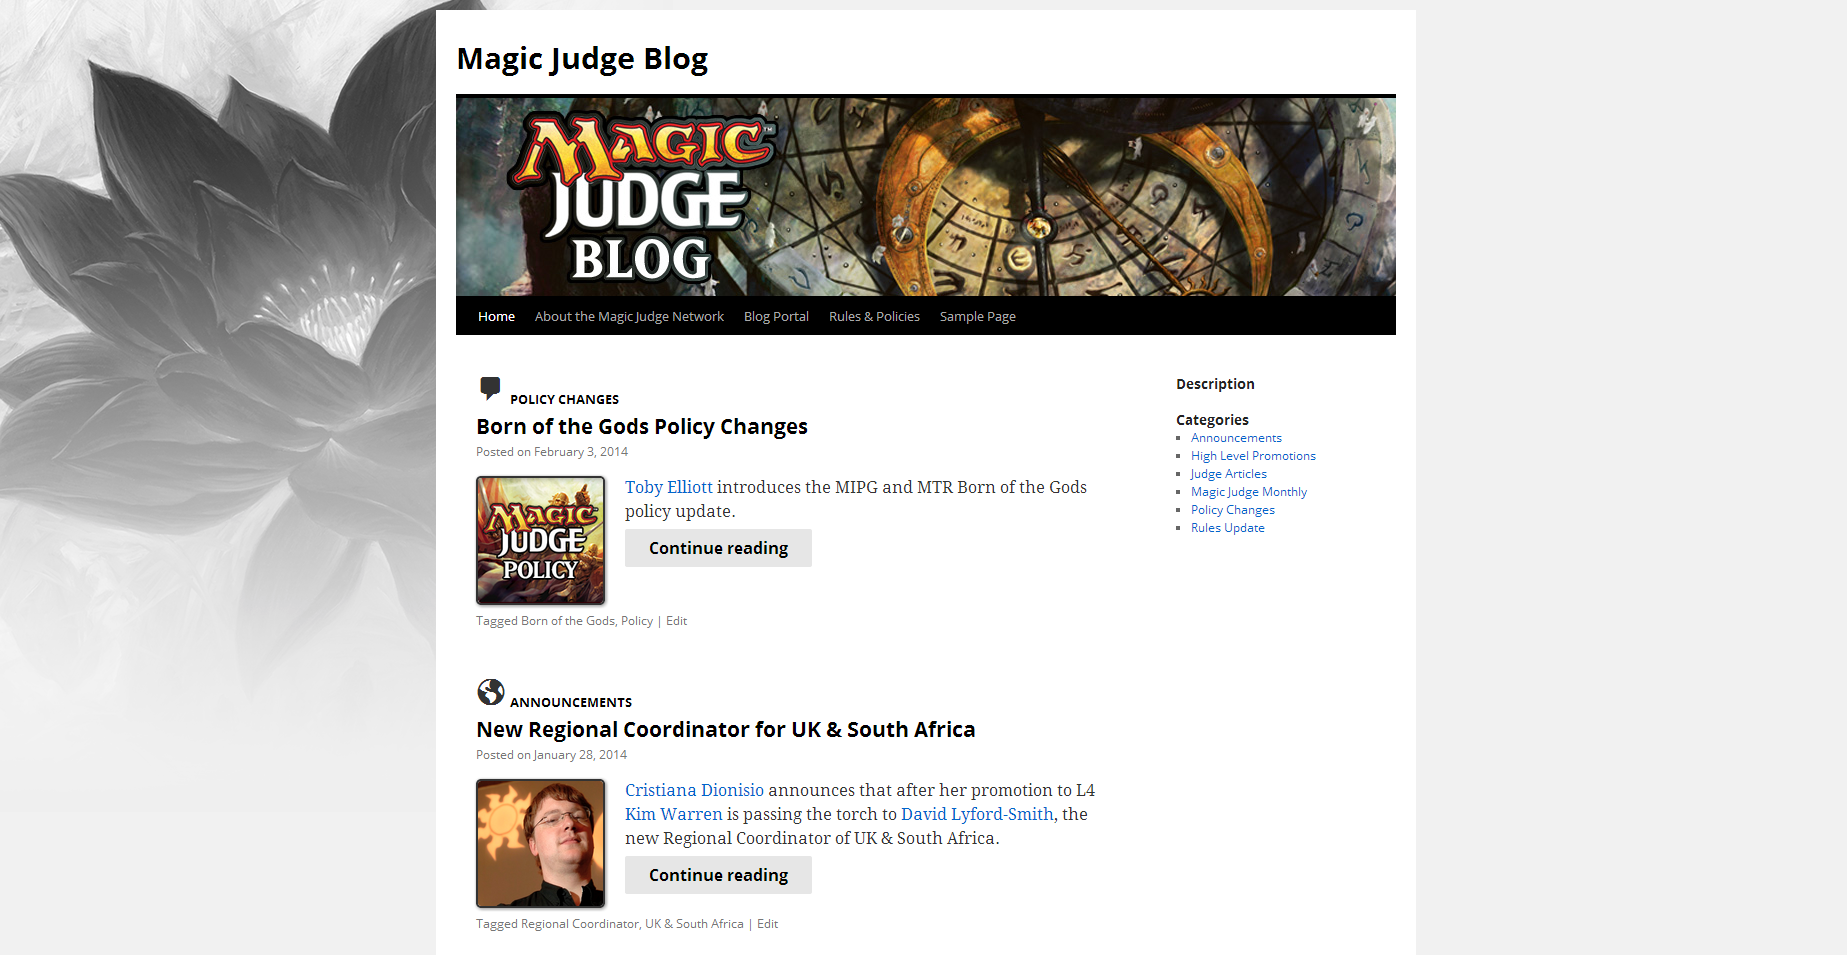 Magic Judge Blog
MAGIC™
JUDGE
BLOG
Home About the Magic Judge Network Blog Portal Rules & Policies Sample Page
POLICY CHANGES
Born of the Gods Policy Changes
Posted on February 3, 2014
MAGIC
JUDGE
POLICY
Toby Elliott introduces the MIPG and MTR Born of the Gods
policy update.
Continue reading
Tagged Born of the Gods, Policy | Edit
ANNOUNCEMENTS
New Regional Coordinator for UK & South Africa
Posted on January 28, 2014
Cristiana Dionisio announces that after her promotion to L4
Kim Warren is passing the torch to David Lyford-Smith, the
new Regional Coordinator of UK & South Africa.
Continue reading
Tagged Regional Coordinator, UK & South Africa | Edit
Description
Categories
Announcements
High Level Promotions
Judge Articles
Magic Judge Monthly
Policy Changes
Rules Update